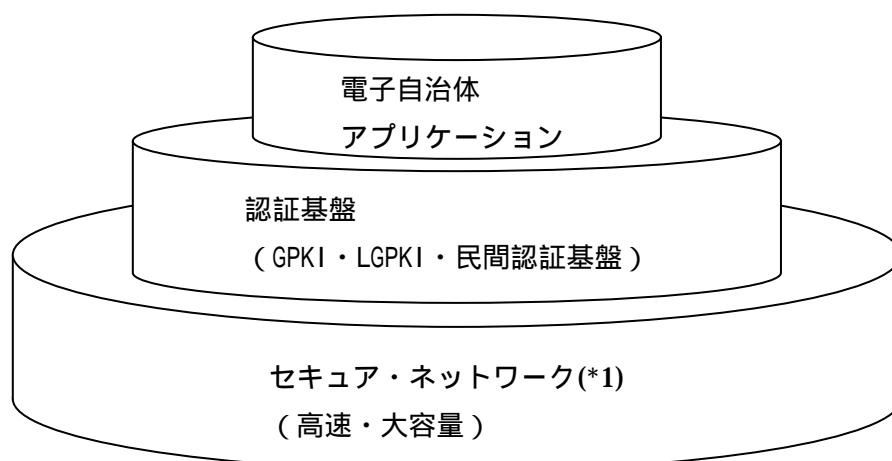 電子自治体
アプリケーション
認証基盤
（GPKI・LGPKI・民間認証基盤）
セキュア・ネットワーク(*1)
（高速・大容量）